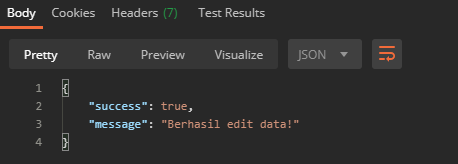 Body Cookies Headers (7) Test Results
Pretty Raw Preview Visualize JSON
1 {
2 "success": true,
3 "message": "Berhasil edit data!"
4 }